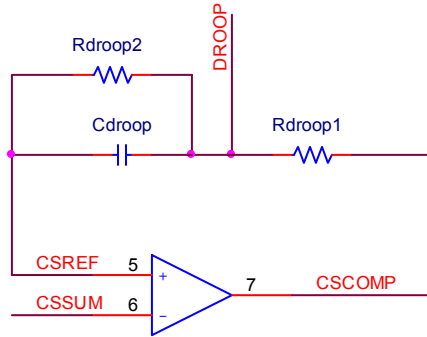 Rdroop2
DROOP
Cdroop
Rdroop1
CSREF 5
+
7 CSCOMP
CSSUM 6
−